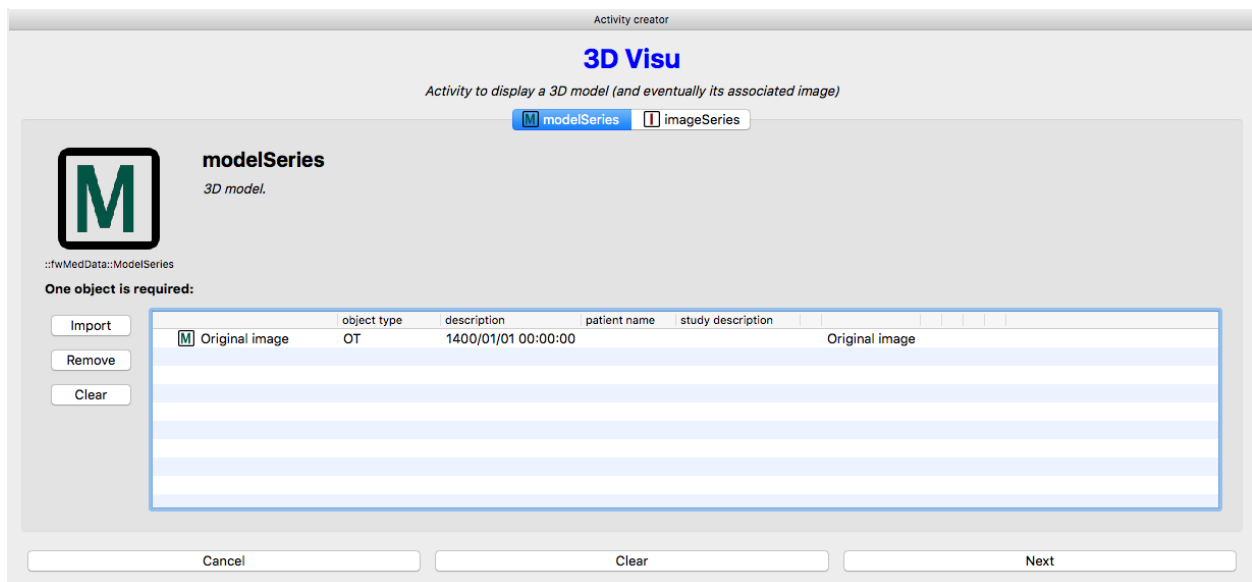 Activity creator
3D Visu
Activity to display a 3D model (and eventually its associated image)
M modelSeries I imageSeries
M
modelSeries
3D model.
::fwMedData::ModelSeries
One object is required:
Import
Remove
Clear
object type description patient name study description
M Original image OT 1400/01/01 00:00:00 Original image
Cancel Clear Next